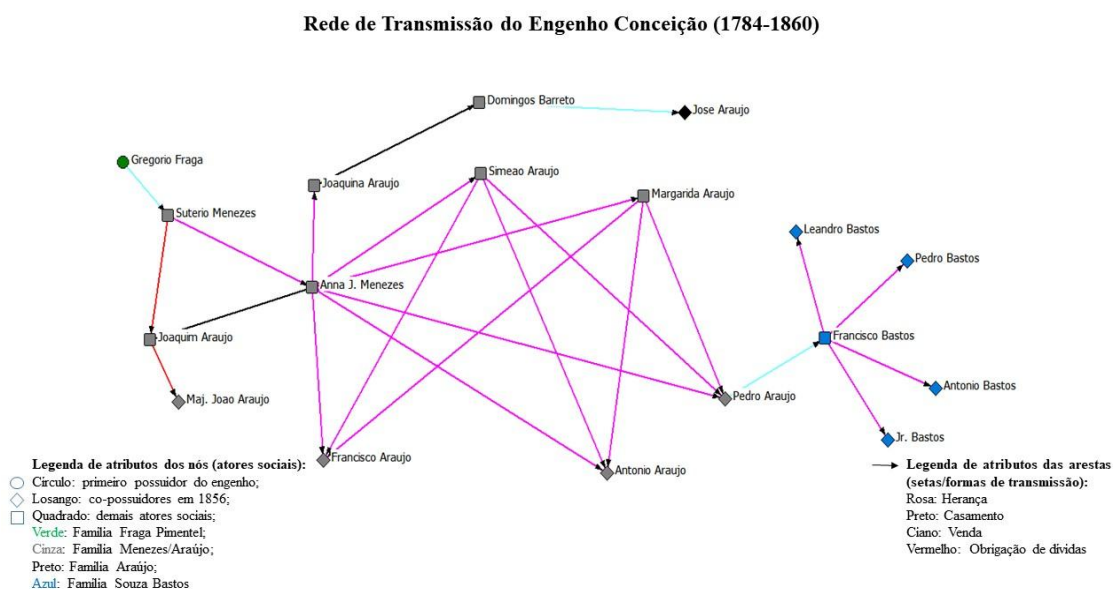 Rede de Transmissão do Engenho Conceição (1784-1860)
Domingos Barreto
Jose Araujo
Gregorio Fraga
Simeao Araujo
Joaquina Araujo
Margarida Araujo
Suterio Menezes
Leandro Bastos
Pedro Bastos
Anna J. Menezes
Joaquim Araujo
Francisco Bastos
Antonio Bastos
Maj. Joao Araujo
Pedro Araujo
Jr. Bastos
Francisco Araujo
Antonio Araujo
Legenda de atributos dos nós (atores sociais):
Circulo: primeiro possuidor do engenho;
Losango: co-possuidores em 1856;
Quadrado: demais atores sociais;
Verde: Familia Fraga Pimentel;
Cinza: Familia Menezes/Araújo;
Preto: Familia Araújo;
Azul: Familia Souza Bastos
Legenda de atributos das arestas
(setas/formas de transmissão):
Rosa: Herança
Preto: Casamento
Ciano: Venda
Vermelho: Obrigação de dívidas